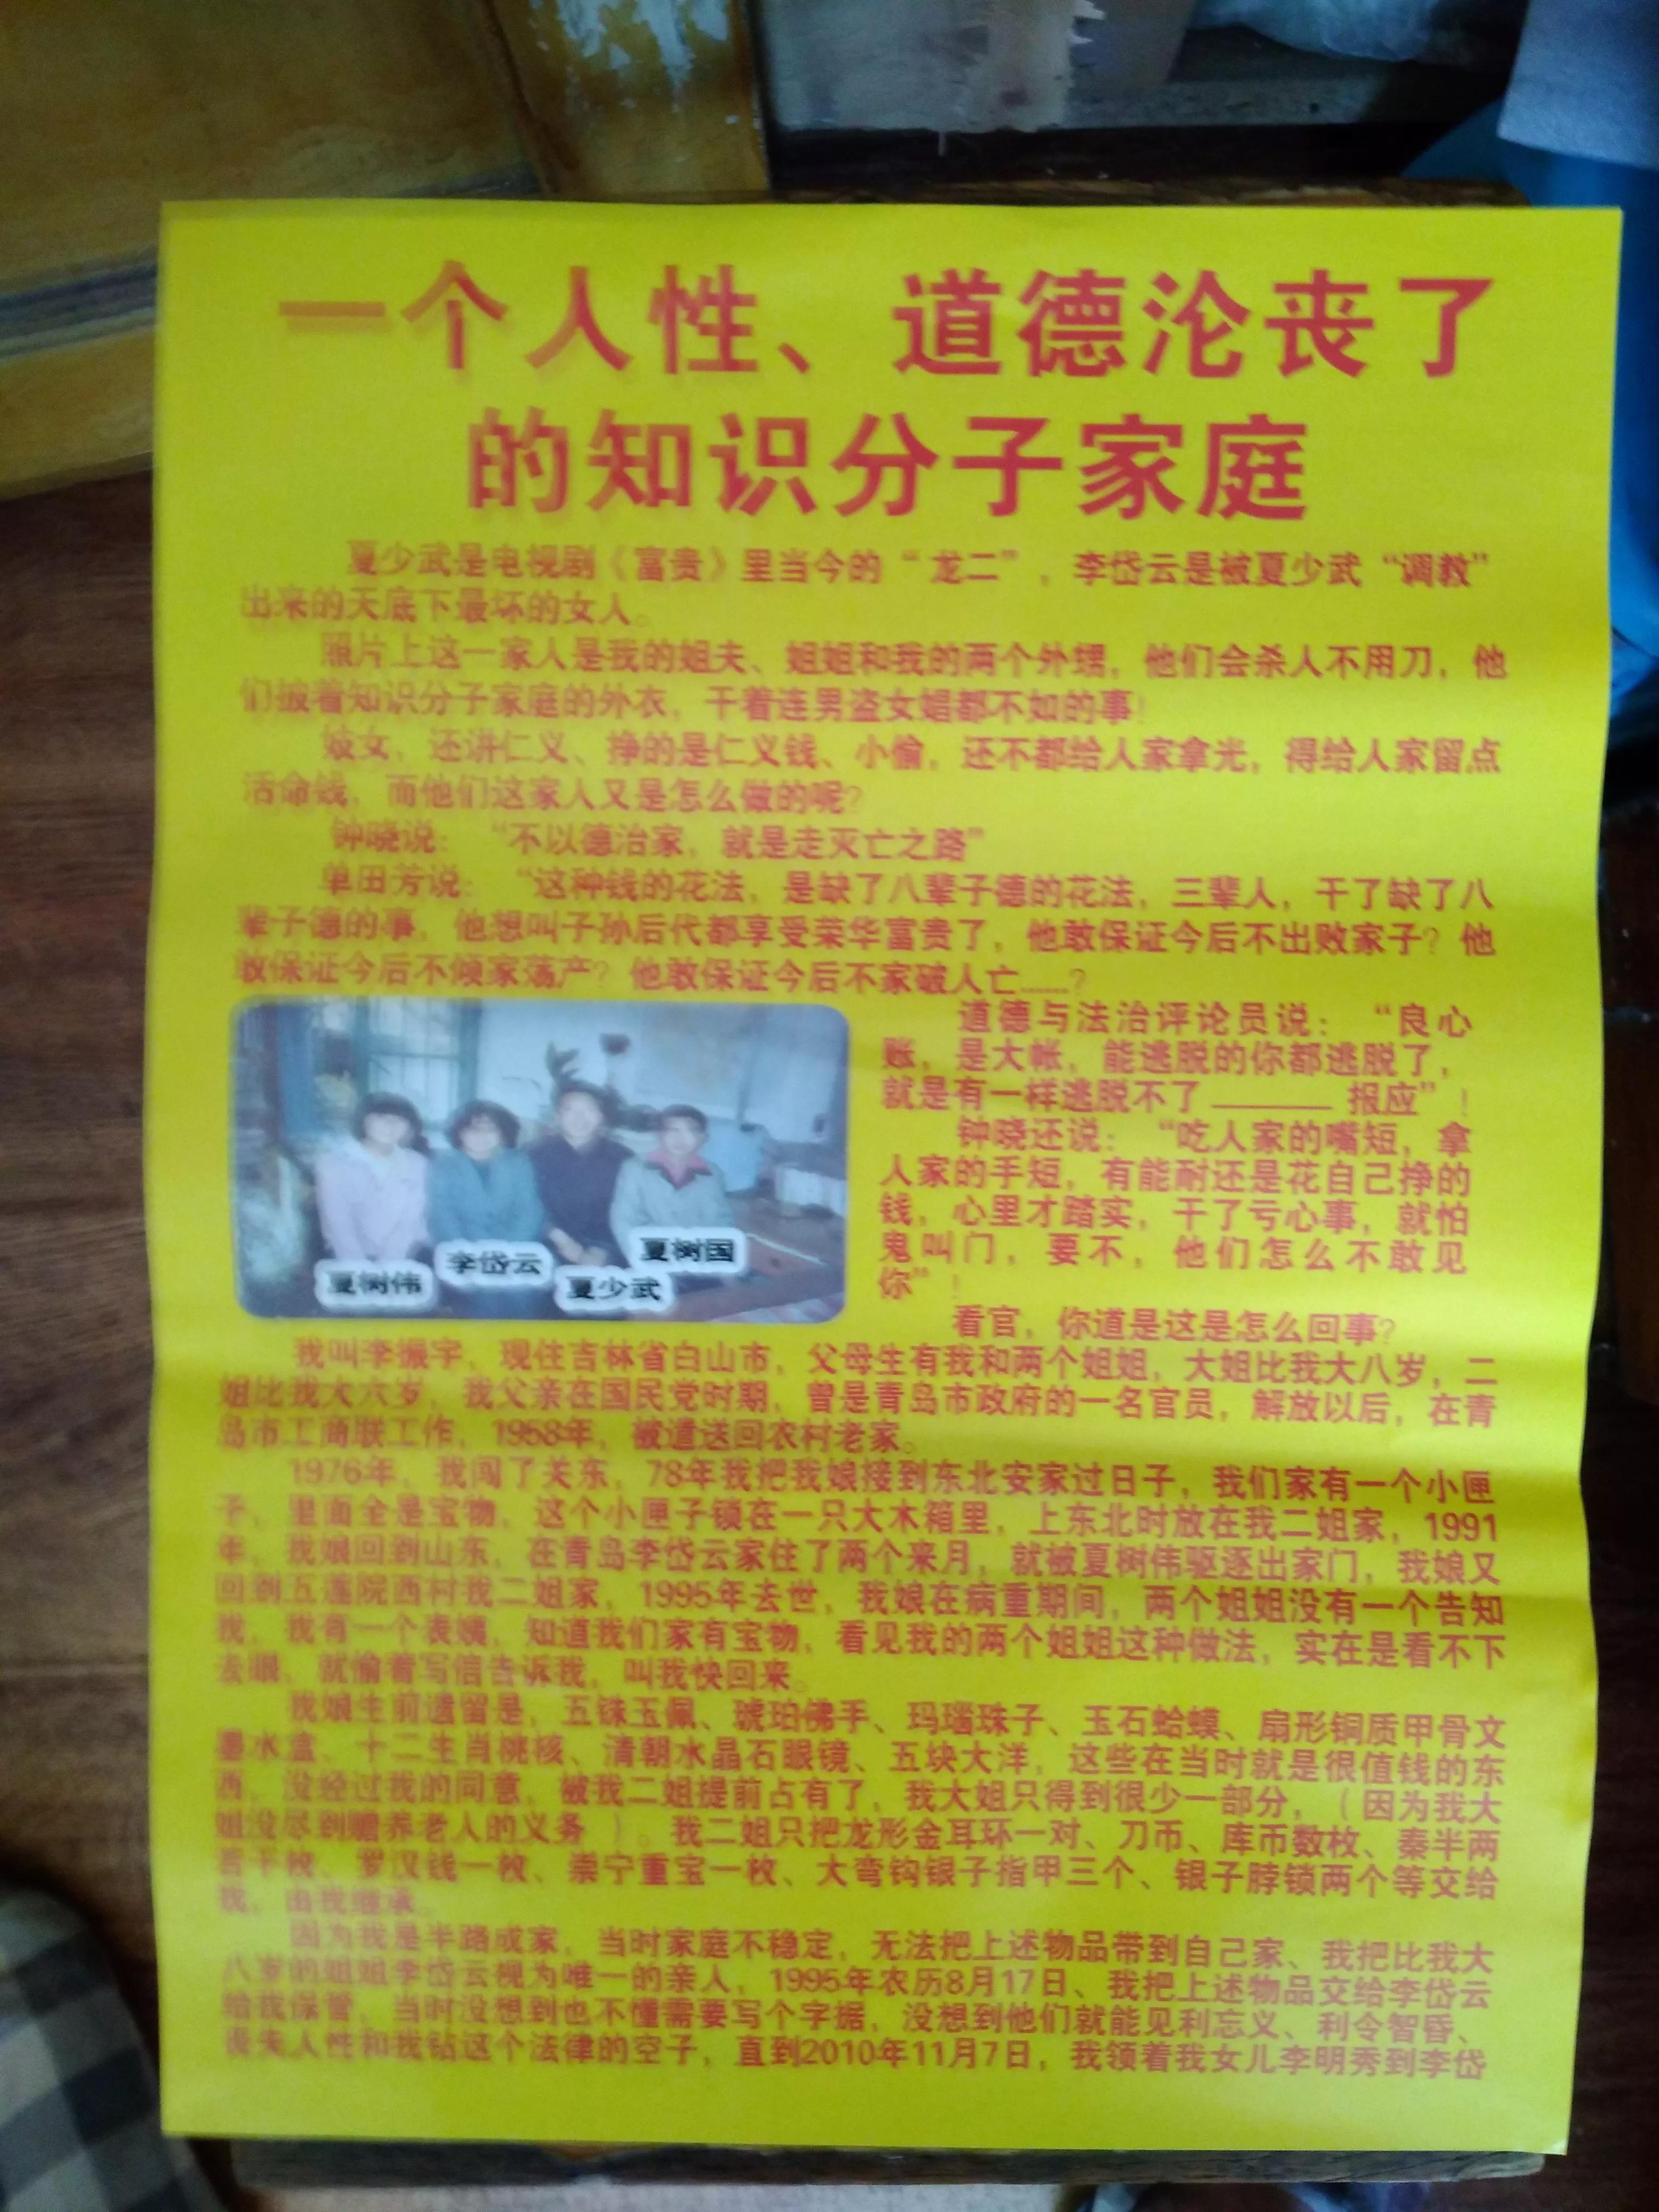 一个人性、道德沦丧了
的知识分子家庭
夏少武是电视剧《富贵》里当今的“龙二”，李岱云是被夏少武“调教”
出来的天底下最坏的女人。
照片上这一家人是我的姐夫、姐姐和我的两个外甥，他们会杀人不用刀，他
们披着知识分子家庭的外衣，干着连男盗女娼都不如的事！
妓女，还讲仁义、挣的是仁义钱、小偷，还不都给人家拿光，得给人家留点
活命钱，而他们这家人又是怎么做的呢？
钟晓说：“不以德治家，就是走灭亡之路”
单田芳说：“这种钱的花法，是缺了八辈子德的花法，三辈人，干了缺了八
辈子德的事，他想叫子孙后代都享受荣华富贵了，他敢保证今后不出败家子？他
敢保证今后不倾家荡产？他敢保证今后不家破人亡......？
道德与法治评论员说：“良心
账，是大帐，能逃脱的你都逃脱了，
就是有一样逃脱不了 ——— 报应”！
钟晓还说：“吃人家的嘴短，拿
人家的手短，有能耐还是花自己挣的
钱，心里才踏实，干了亏心事，就怕
鬼叫门，要不，他们怎么不敢见
你”！
看官，你道是这是怎么回事？
夏树伟
李岱云
夏少武
夏树国
我叫李振宇，现住吉林省白山市，父母生有我和两个姐姐，大姐比我大八岁，二
姐比我大六岁，我父亲在国民党时期，曾是青岛市政府的一名官员，解放以后，在青
岛市工商联工作，1958年，被遣送回农村老家。
1976年，我闯了关东，78年我把我娘接到东北安家过日子，我们家有一个小匣
子，里面全是宝物，这个小匣子锁在一只大木箱里，上东北时放在我二姐家，1991
年，我娘回到山东，在青岛李岱云家住了两个来月，就被夏树伟驱逐出家门，我娘又
回到五莲院西村我二姐家，1995年去世，我娘在病重期间，两个姐姐没有一个告知
我，我有一个表姨，知道我们家有宝物，看见我的两个姐姐这种做法，实在是看不下
去眼，就偷着写信告诉我，叫我快回来。
我娘生前遗留是，五铢玉佩、琥珀佛手、玛瑙珠子、玉石蛤蟆、扇形铜质甲骨文
墨水盒、十二生肖桃核、清朝水晶石眼镜、五块大洋，这些在当时就是很值钱的东
西，没经过我的同意，被我二姐提前占有了，我大姐只得到很少一部分，（因为我大
姐没尽到赡养老人的义务 ）。我二姐只把龙形金耳环一对、刀币、库币数枚、秦半两
若干枚、罗汉钱一枚、崇宁重宝一枚、大弯钩银子指甲三个、银子脖锁两个等交给
我，由我继承。
因为我是半路成家，当时家庭不稳定，无法把上述物品带到自己家、我把比我大
八岁的姐姐李岱云视为唯一的亲人，1995年农历8月17日、我把上述物品交给李岱云
给我保管，当时没想到也不懂需要写个字据，没想到他们就能见利忘义、利令智昏、
丧失人性和我钻这个法律的空子，直到2010年11月7日，我领着我女儿李明秀到李岱